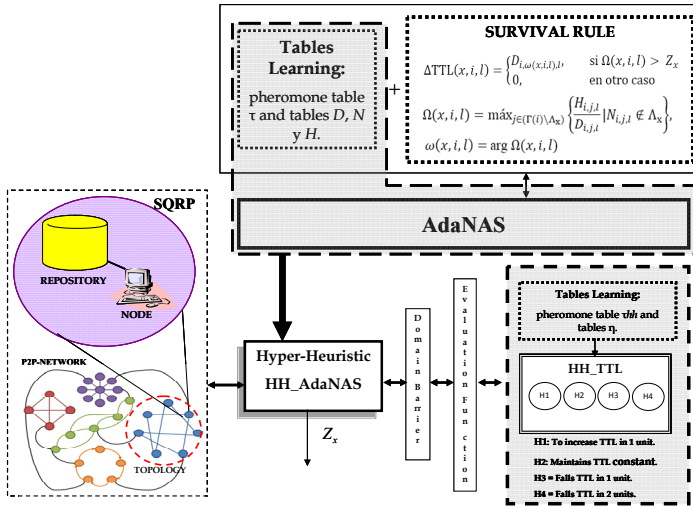 Tables
Learning:
pheromone table
τ and tables D, N
y H.
+
SURVIVAL RULE
ΔTTL(x, i, l) = { D_{i,ω(x,i,l),l}, si Ω(x, i, l) > Z_x
0, en otro caso
Ω(x, i, l) = máx_{j∈(Γ(i)\Λ_x)} { H_{i,j,l} / D_{i,j,l} | N_{i,j,l} ∉ Λ_x },
ω(x, i, l) = arg Ω(x, i, l)
AdaNAS
SQRP
REPOSITORY
NODE
P2P-NETWORK
TOPOLOGY
Hyper-Heuristic
HH_AdaNAS
Z_x
Domain Barrier
Evaluation Function
Tables Learning:
pheromone table τhh and
tables η.
HH_TTL
H1 H2 H3 H4
H1: To increase TTL in 1 unit.
H2: Maintains TTL constant.
H3 = Falls TTL in 1 unit.
H4 = Falls TTL in 2 units.